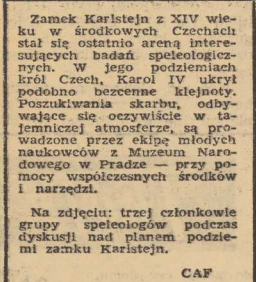 Zamek Karlstejn z XIV wie-
ku w środkowych Czechach
stał się ostatnio areną intere-
sujących badań speleologicz-
nych. W jego podziemiach
król Czech, Karol IV ukrył
podobno bezcenne klejnoty.
Poszukiwania skarbu, odby-
wające się oczywiście w ta-
jemniczej atmosferze, są pro-
wadzone przez ekipę młodych
naukowców z Muzeum Naro-
dowego w Pradze — przy po-
mocy współczesnych środków
i narzędzi.
Na zdjęciu: trzej członkowie
grupy speleologów podczas
dyskusji nad planem podzie-
mi zamku Karlstejn.
CAF